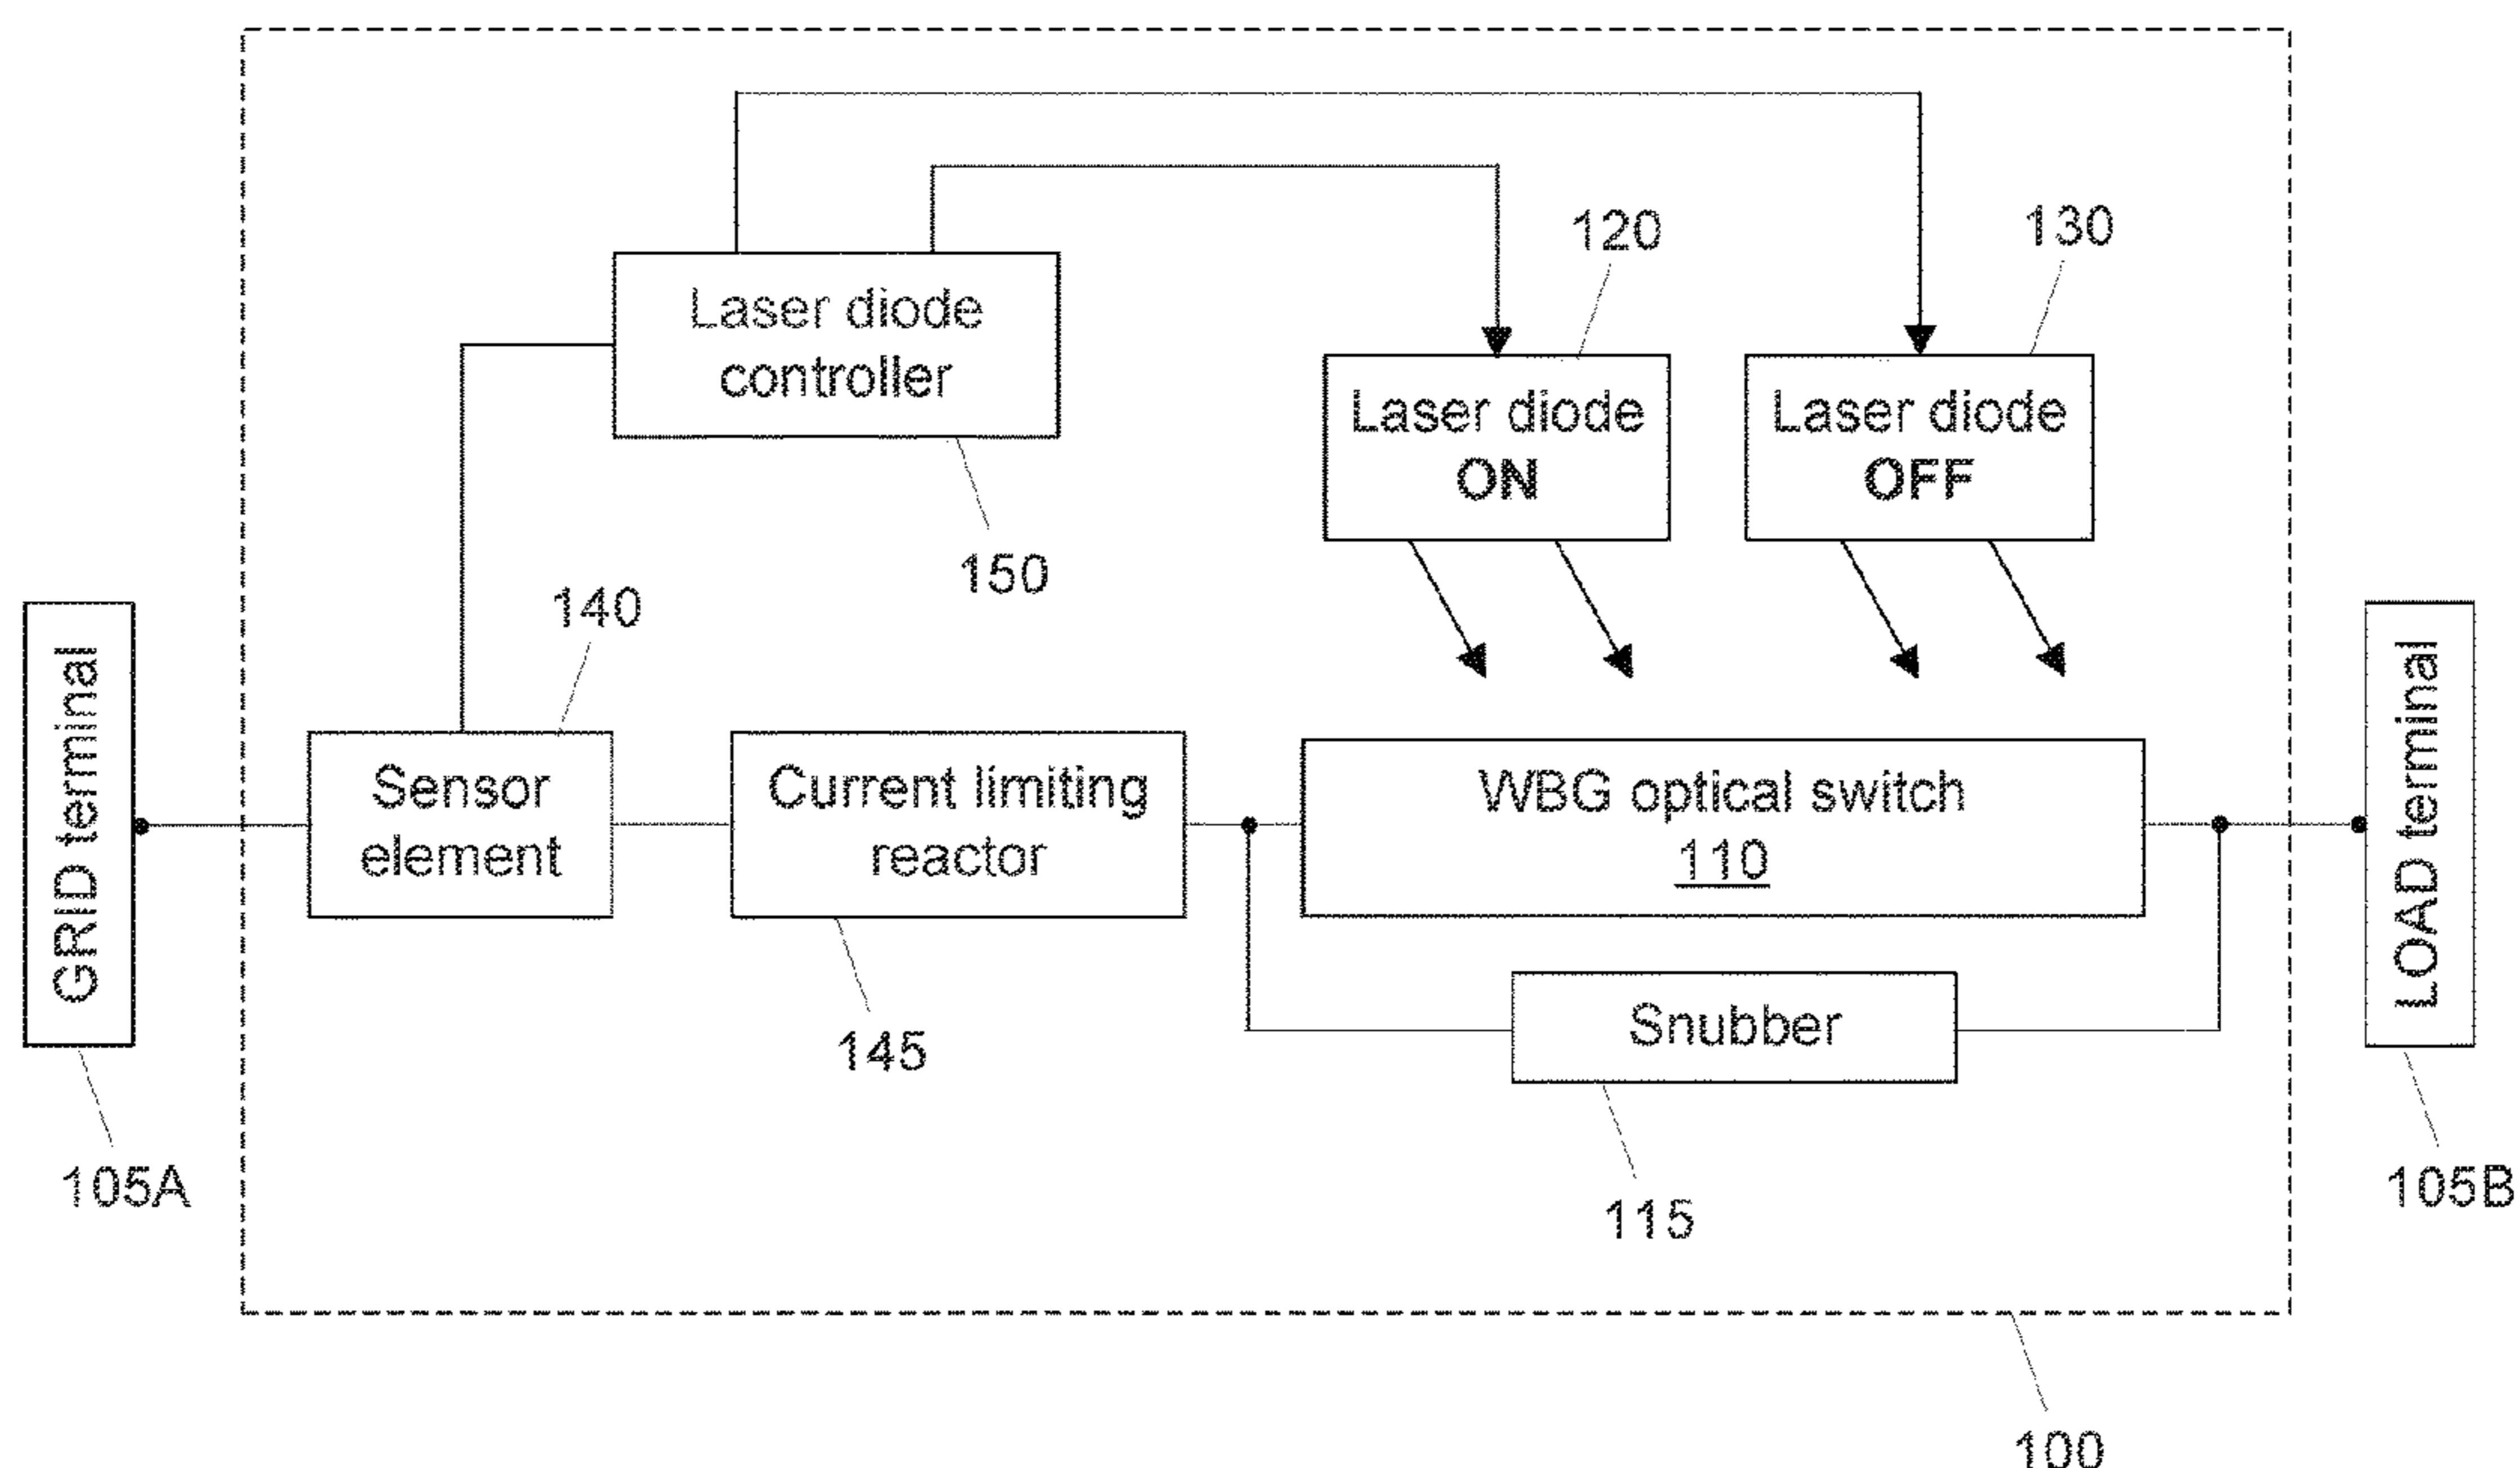 120
130
Laser diode
controller
Laser diode
ON
Laser diode
OFF
150
140
GRID terminal
Sensor
element
Current limiting
reactor
WBG optical switch
110
LOAD terminal
Snubber
145
105A
115
105B
100